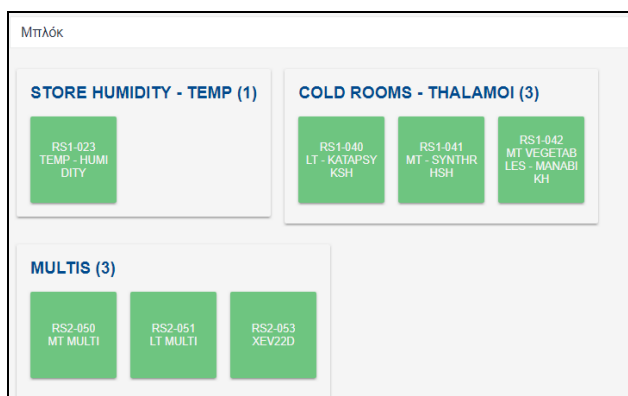 Μπλόκ
STORE HUMIDITY - TEMP (1)
RS1-023
TEMP - HUMI
DITY
COLD ROOMS - THALAMOI (3)
RS1-040
LT - KATAPSY
KSH
RS1-041
MT - SYNTHR
HSH
RS1-042
MT VEGETAB
LES - MANABI
KH
MULTIS (3)
RS2-050
MT MULTI
RS2-051
LT MULTI
RS2-053
XEV22D